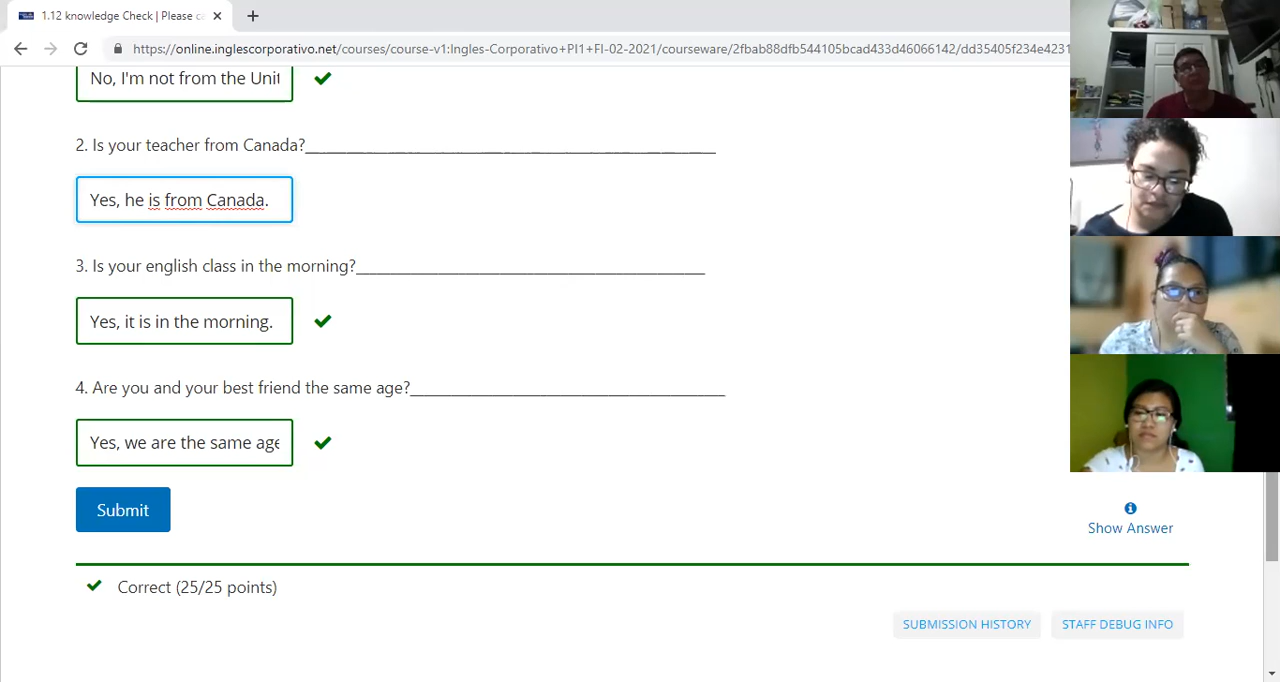 1.12 knowledge Check | Please ca
https://online.inglescorporativo.net/courses/course-v1:Ingles-Corporativo+PI1+FI-02-2021/courseware/2fbab88dfb544105bcad433d46066142/dd35405f234e4231
No, I'm not from the Unit
2. Is your teacher from Canada?
Yes, he is from Canada.
3. Is your english class in the morning?
Yes, it is in the morning.
4. Are you and your best friend the same age?
Yes, we are the same age
Submit
Show Answer
Correct (25/25 points)
SUBMISSION HISTORY STAFF DEBUG INFO